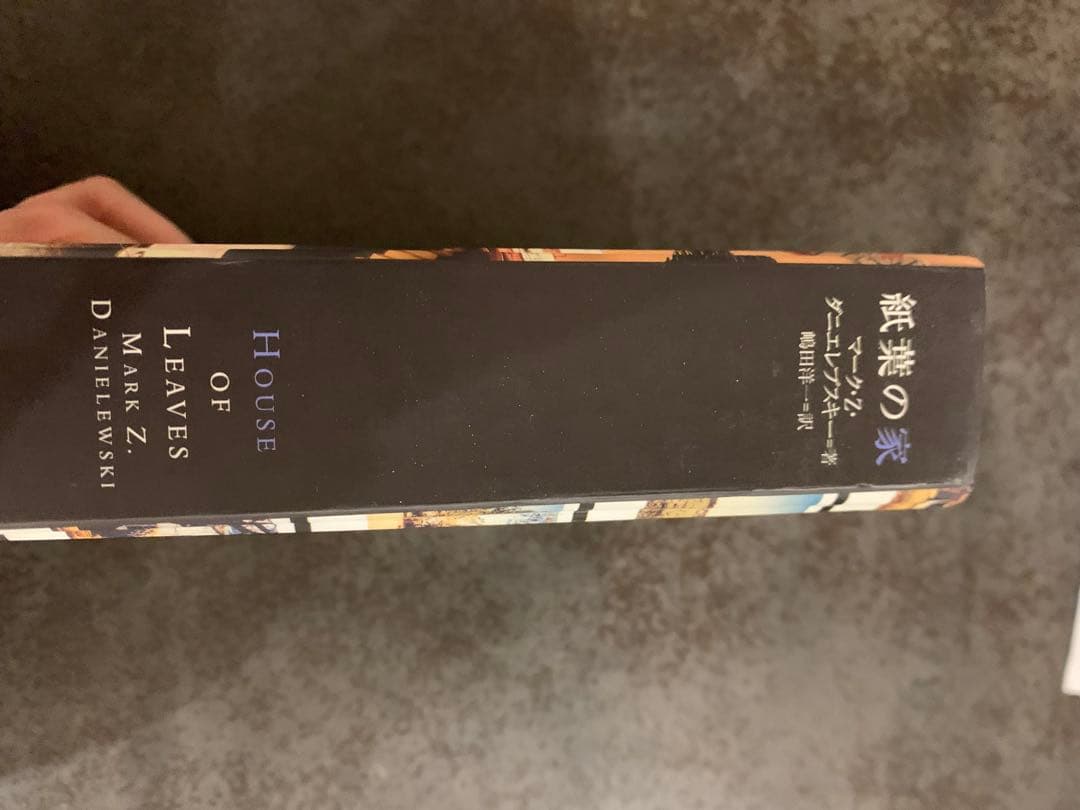 紙葉の家
マーク・Z・
ダニエレブスキー=著
嶋田洋一=訳
HOUSE
OF
LEAVES
MARK Z.
DANIELEWSKI